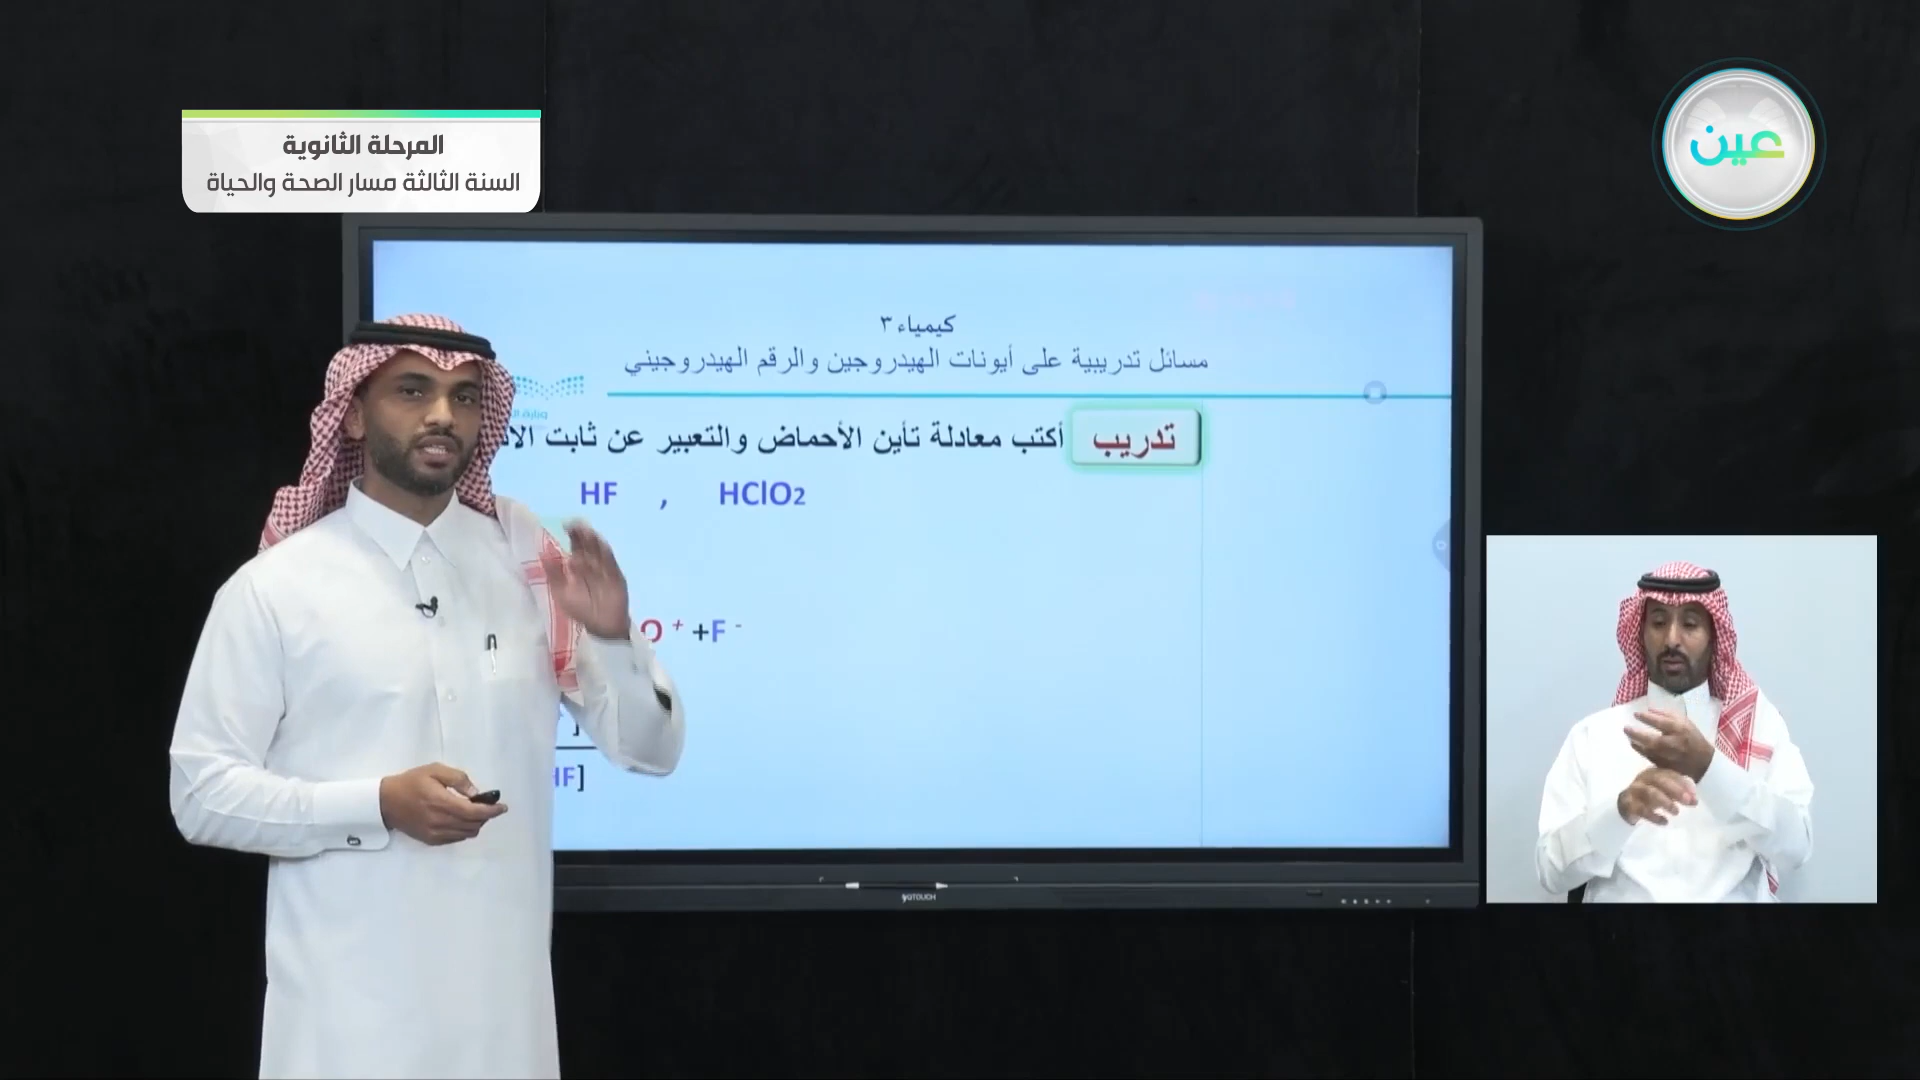 المرحلة الثانوية
السنة الثالثة مسار الصحة والحياة
عين
كيمياء ٣
مسائل تدريبية على أيونات الهيدروجين والرقم الهيدروجيني
تدريب أكتب معادلة تأين الأحماض والتعبير عن ثابت
HF , HClO2
O + +F -
]
HF]